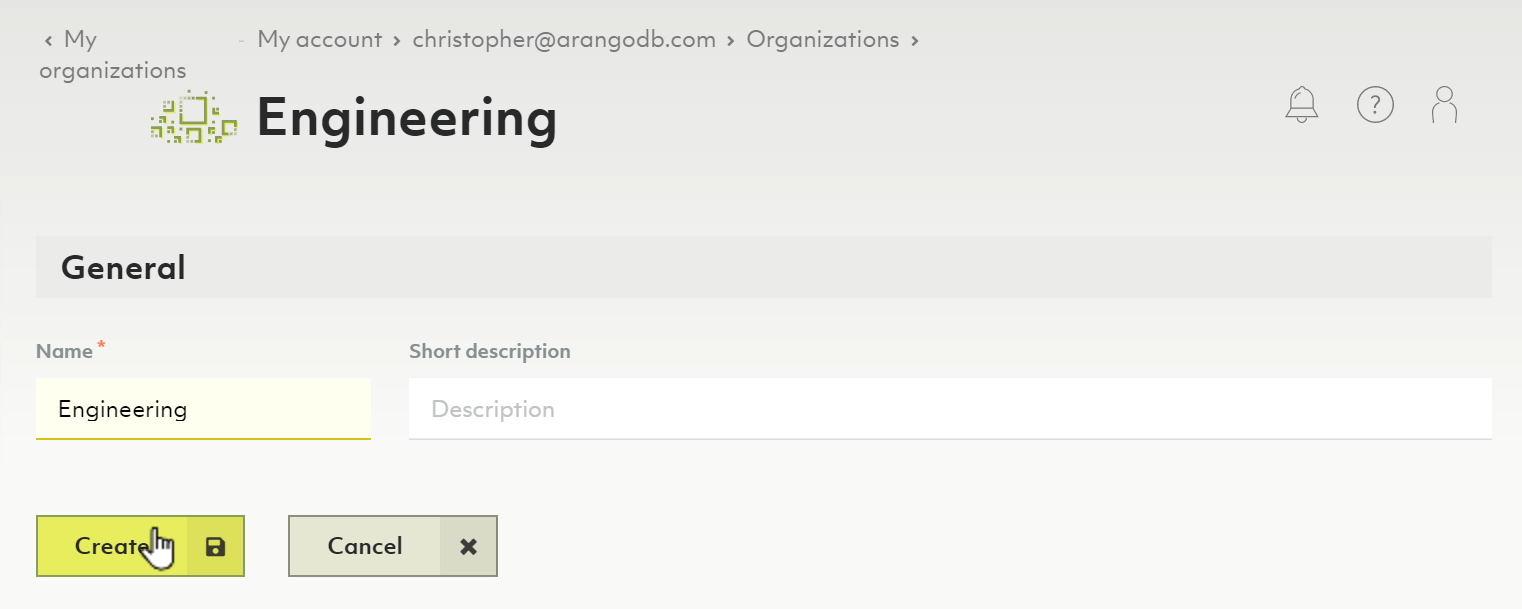 ‹ My organizations
- My account › christopher@arangodb.com › Organizations ›
Engineering
?
General
Name *
Short description
Engineering
Description
Create
Cancel